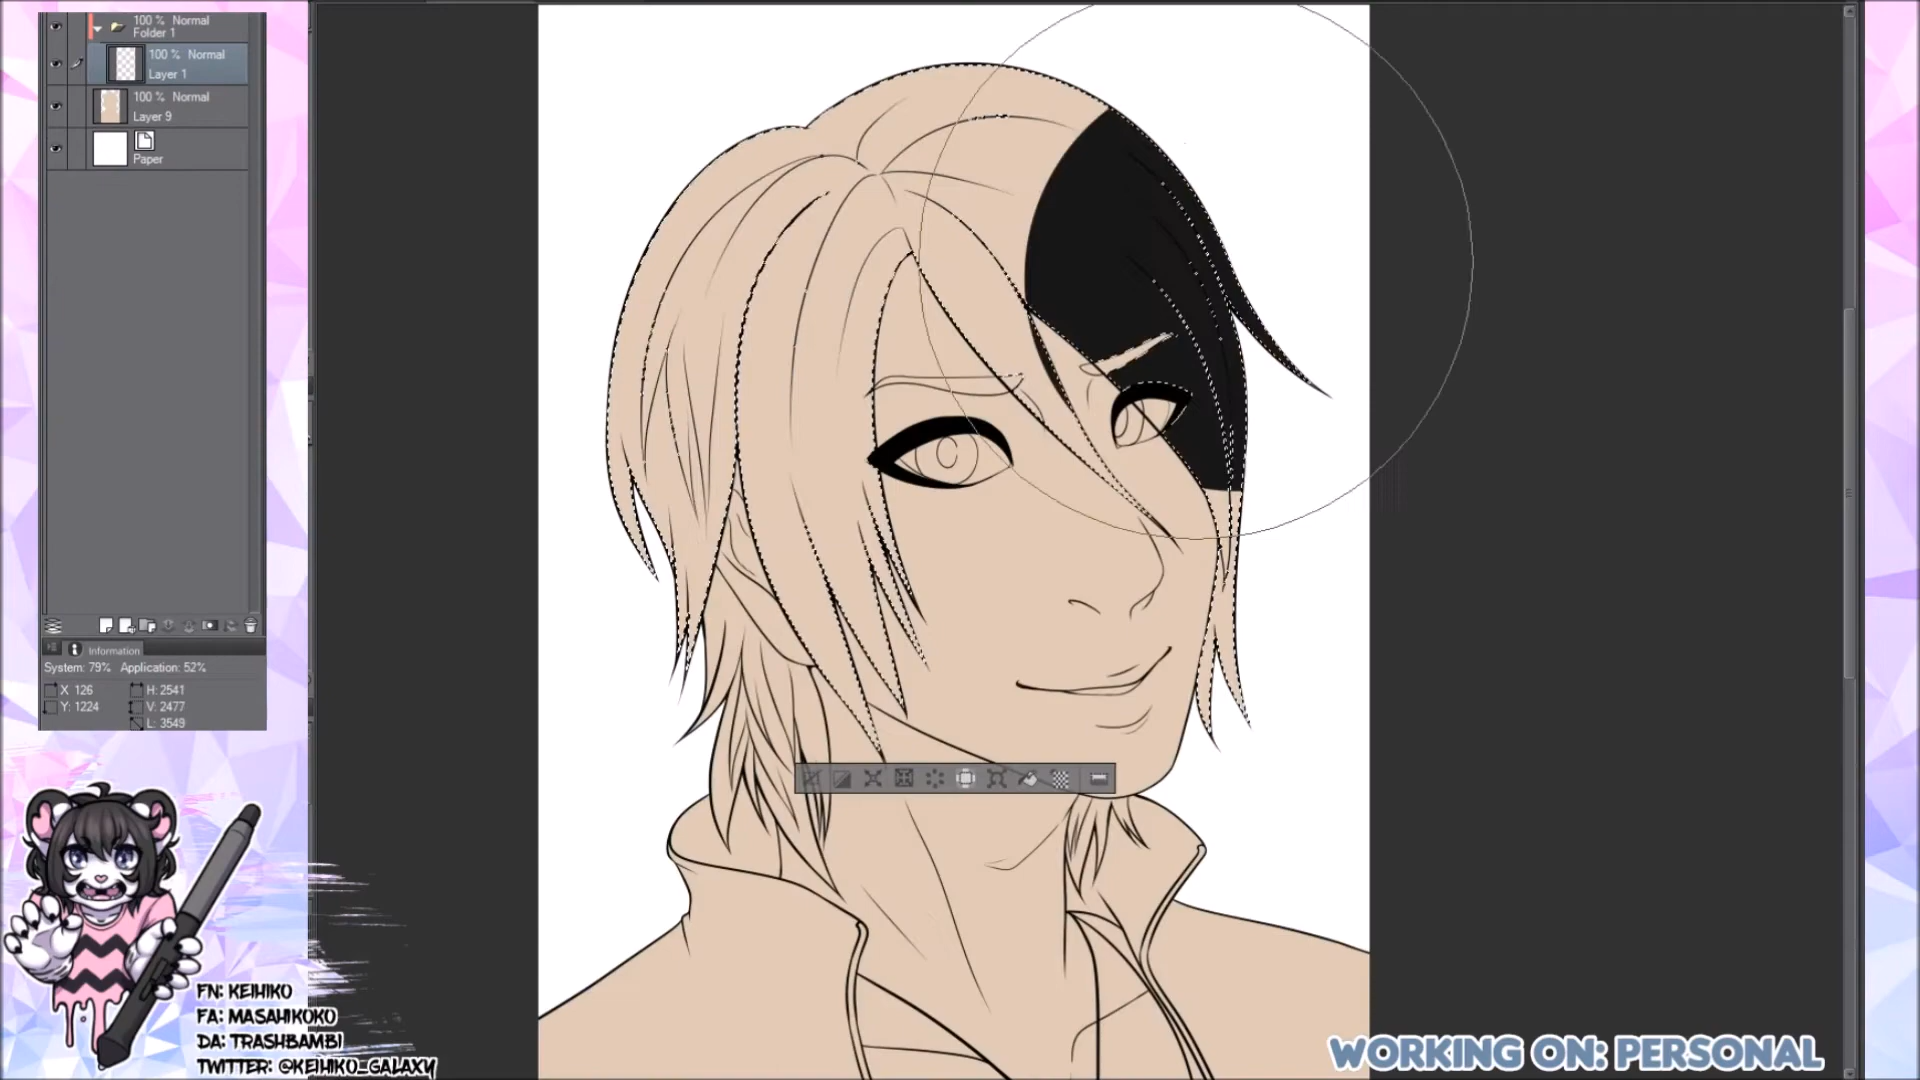 100 % Normal
Folder 1
100 % Normal
Layer 1
100 % Normal
Layer 9
Paper
Information
System: 79% Application: 52%
X 126 H: 2541
Y: 1224 V: 2477
L: 3549
FN: KEIHIKO
FA: MASAHIKOKO
DA: TRASHBAMBI
TWITTER: @KEIHIKO_GALAXY
WORKING ON: PERSONAL